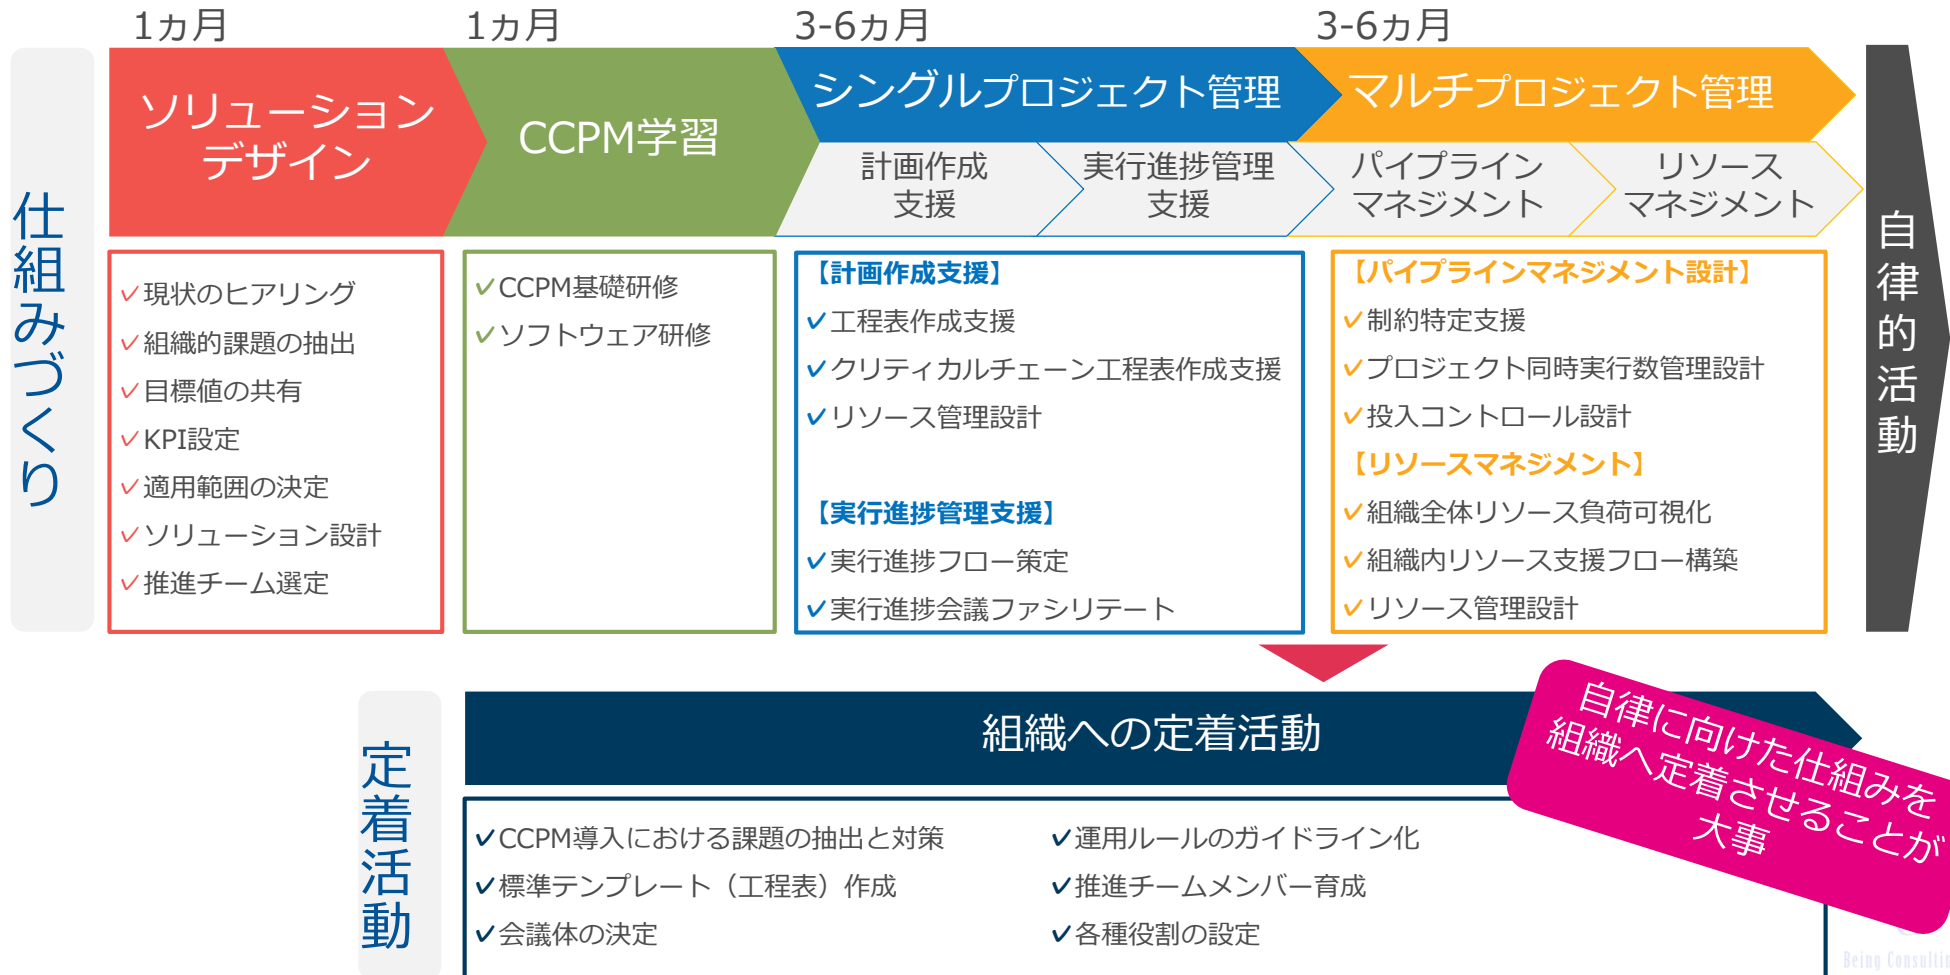 1ヵ月
1ヵ月
3-6ヵ月
3-6ヵ月
仕組みづくり
ソリューション
デザイン
CCPM学習
シングルプロジェクト管理
マルチプロジェクト管理
計画作成
支援
実行進捗管理
支援
パイプライン
マネジメント
リソース
マネジメント
自律的活動
✓現状のヒアリング
✓組織的課題の抽出
✓目標値の共有
✓KPI設定
✓適用範囲の決定
✓ソリューション設計
✓推進チーム選定
✓CCPM基礎研修
✓ソフトウェア研修
【計画作成支援】
✓工程表作成支援
✓クリティカルチェーン工程表作成支援
✓リソース管理設計
【実行進捗管理支援】
✓実行進捗フロー策定
✓実行進捗会議ファシリテート
【パイプラインマネジメント設計】
✓制約特定支援
✓プロジェクト同時実行数管理設計
✓投入コントロール設計
【リソースマネジメント】
✓組織全体リソース負荷可視化
✓組織内リソース支援フロー構築
✓リソース管理設計
定着活動
組織への定着活動
自律に向けた仕組みを
組織へ定着させることが
大事
✓CCPM導入における課題の抽出と対策
✓標準テンプレート（工程表）作成
✓会議体の決定
✓運用ルールのガイドライン化
✓推進チームメンバー育成
✓各種役割の設定
Being Consultin